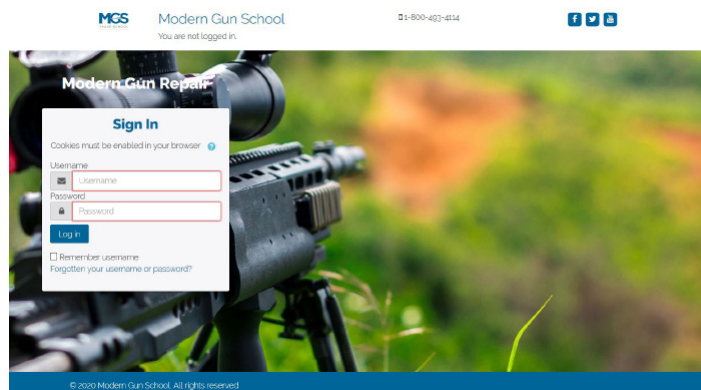 MGS
Modern Gun School
You are not logged in.
1-800-493-4114
Modern Gun Repair
Sign In
Cookies must be enabled in your browser
Username
Username
Password
Password
Log in
Remember username
Forgotten your username or password?
© 2020 Modern Gun School. All rights reserved